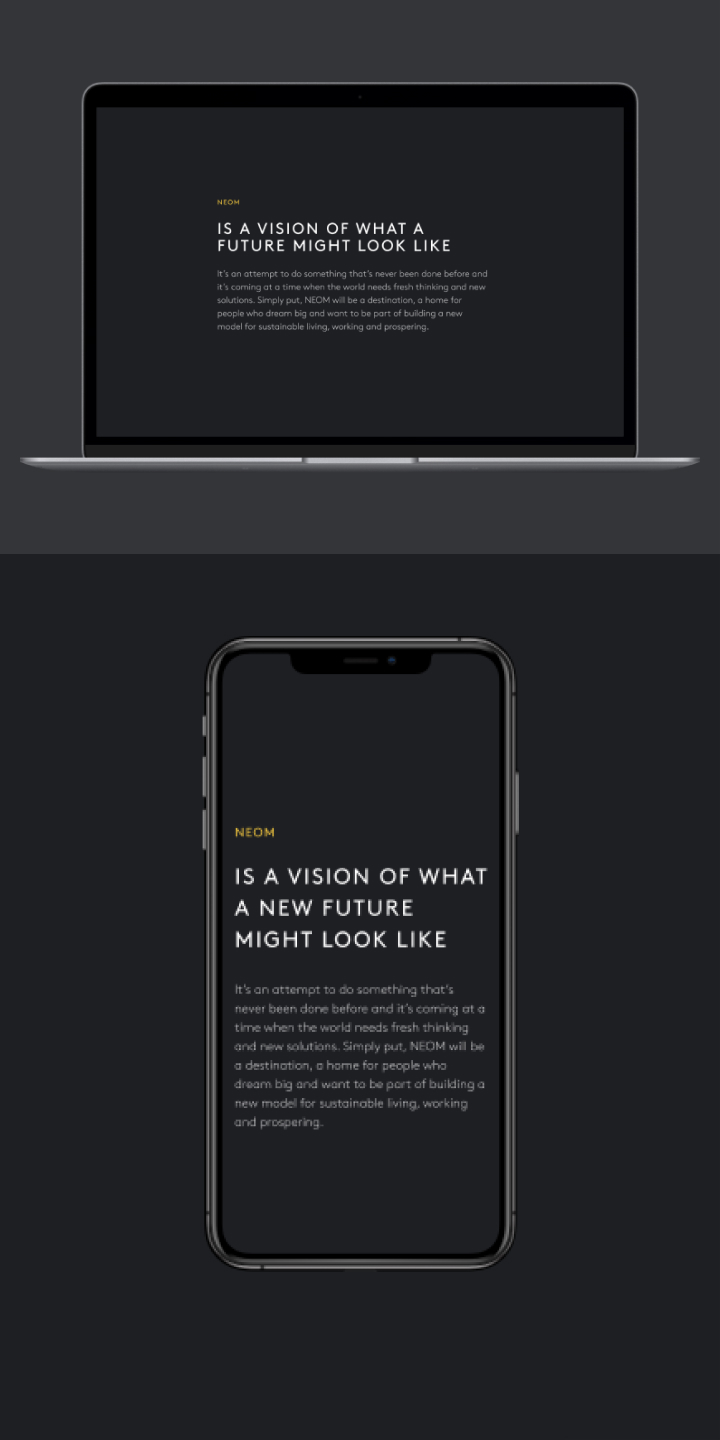 NEOM
IS A VISION OF WHAT A
FUTURE MIGHT LOOK LIKE
It's an attempt to do something that's never been done before and
it's coming at a time when the world needs fresh thinking and new
solutions. Simply put, NEOM will be a destination, a home for
people who dream big and want to be part of building a new
model for sustainable living, working and prospering.
NEOM
IS A VISION OF WHAT
A NEW FUTURE
MIGHT LOOK LIKE
It's an attempt to do something that's
never been done before and it's coming at a
time when the world needs fresh thinking
and new solutions. Simply put, NEOM will be
a destination, a home for people who
dream big and want to be part of building a
new model for sustainable living, working
and prospering.